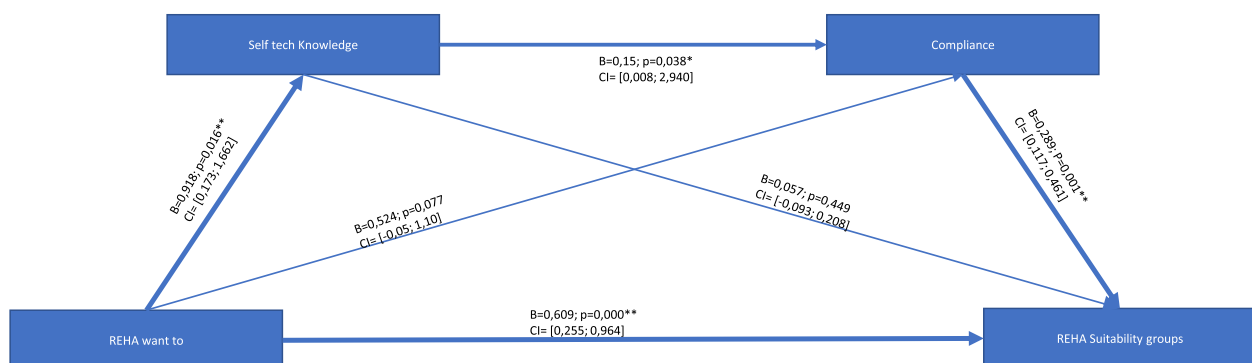 Self tech Knowledge
Compliance
B=0,15; p=0,038*
CI= [0,008; 2,940]
B=0,918; p=0,016**
CI= [0,173; 1,662]
B=0,289; P=0,001**
CI= [0,117; 0,461]
B=0,524; p=0,077
CI= [-0,05; 1,10]
B=0,057; p=0,449
CI= [-0,093; 0,208]
REHA want to
B=0,609; p=0,000**
CI= [0,255; 0,964]
REHA Suitability groups